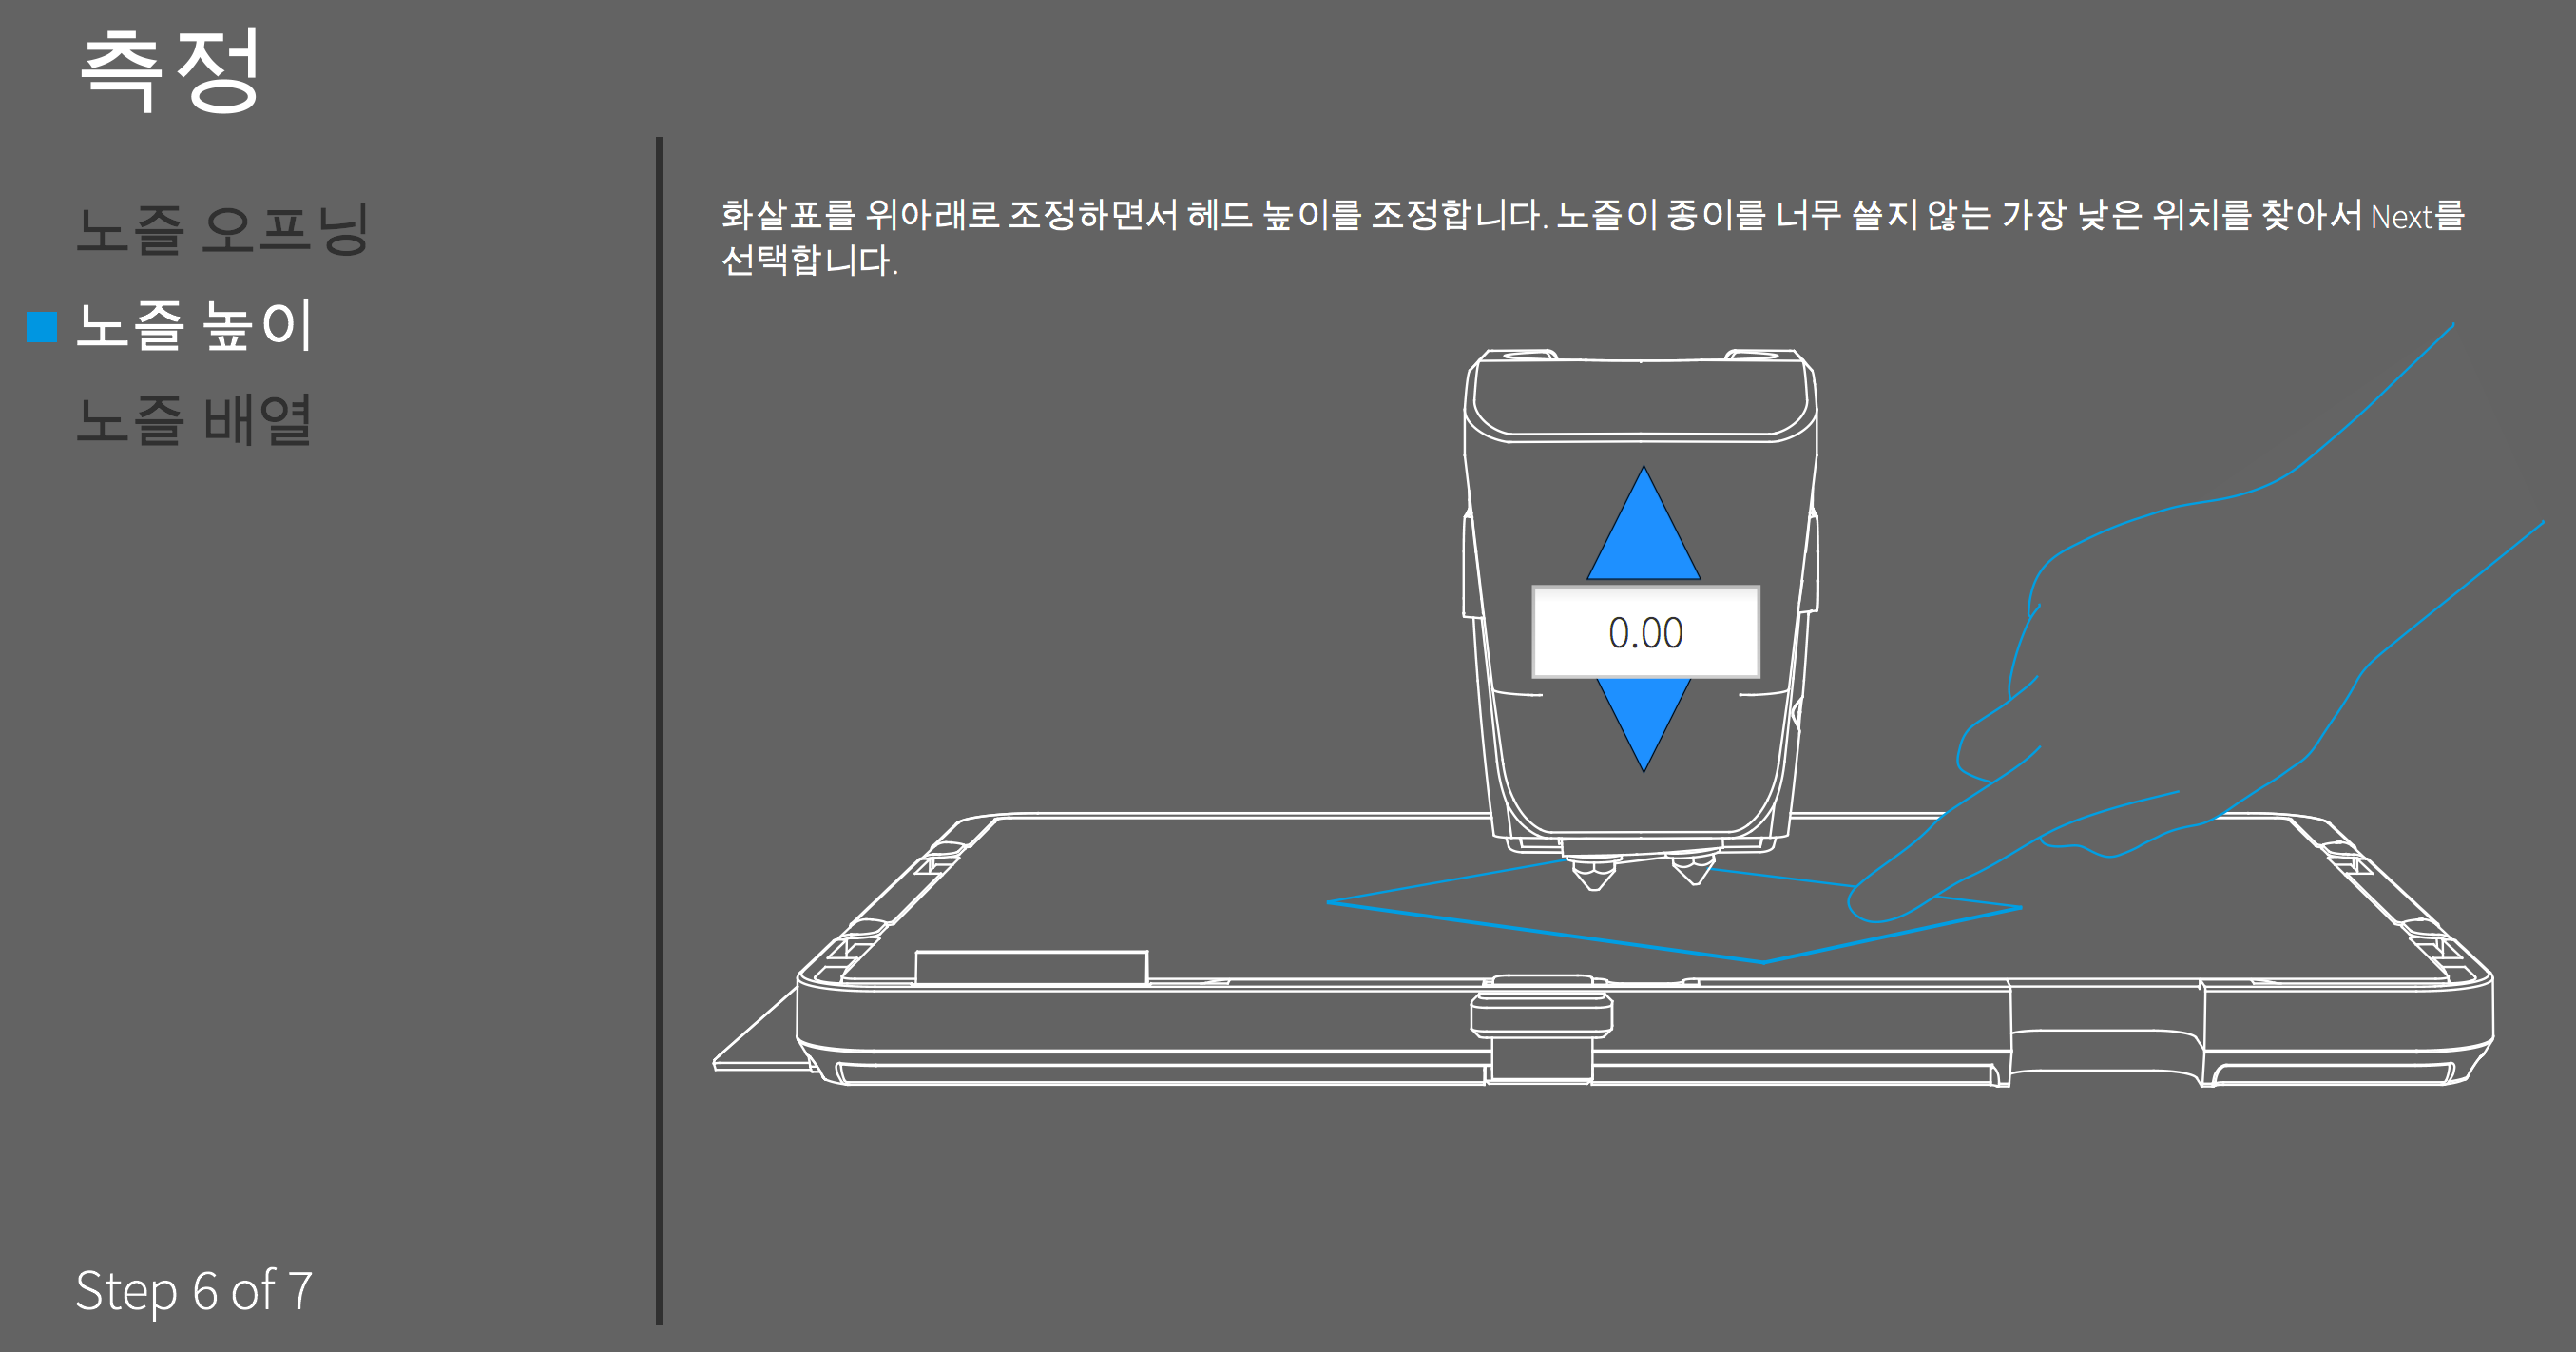 측정
노즐 오프닝
노즐 높이
노즐 배열
화살표를 위아래로 조정하면서 헤드 높이를 조정합니다. 노즐이 종이를 너무 쓸지 않는 가장 낮은 위치를 찾아서 Next를
선택합니다.
0.00
Step 6 of 7